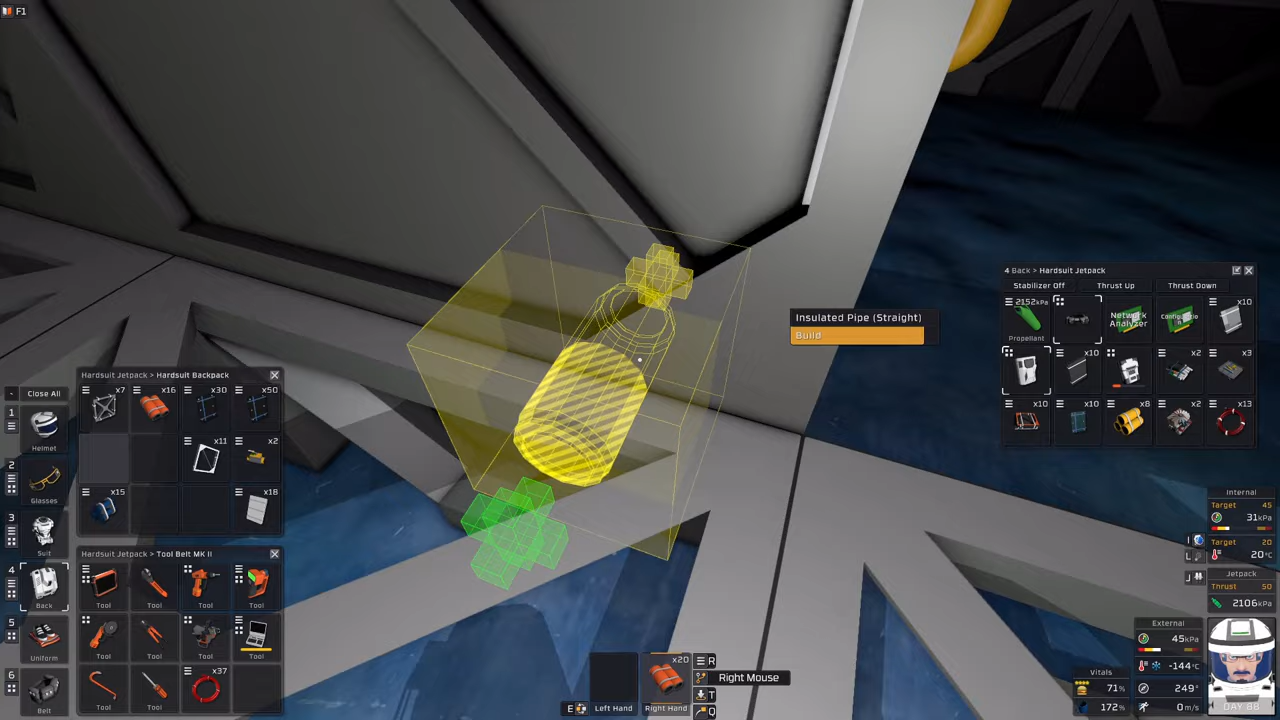 F1
Insulated Pipe (Straight)
Build
4 Back > Hardsuit Jetpack
Stabilizer Off
Thrust Up
Thrust Down
2152kPa
Propellant
Network Analyzer
x10
x10
x2
x3
x10
x8
x2
x13
Close All
1
Helmet
2
Glasses
3
Suit
4
Back
5
Uniform
6
Belt
Hardsuit Jetpack > Hardsuit Backpack
x7
x16
x30
x50
x11
x2
x15
x18
Hardsuit Jetpack > Tool Belt MK II
Tool
Tool
Tool
Tool
Tool
Tool
Tool
Tool
Tool
Tool
x37
E
Left Hand
x20
Right Hand
R
Right Mouse
T
Q
Internal
Target 45
31kPa
Target 20
20°C
Jetpack
Thrust 50
2106kPa
External
45kPa
-144°C
249°
0m/s
Vitals
71%
172%
DAY 88